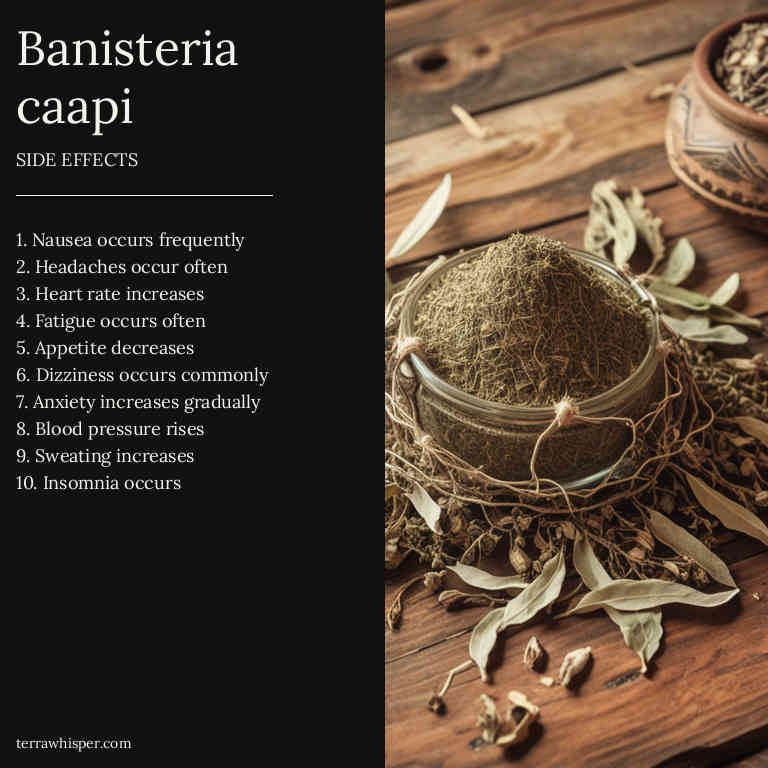 Banisteria
caapi
SIDE EFFECTS
1. Nausea occurs frequently
2. Headaches occur often
3. Heart rate increases
4. Fatigue occurs often
5. Appetite decreases
6. Dizziness occurs commonly
7. Anxiety increases gradually
8. Blood pressure rises
9. Sweating increases
10. Insomnia occurs
terrawhisper.com